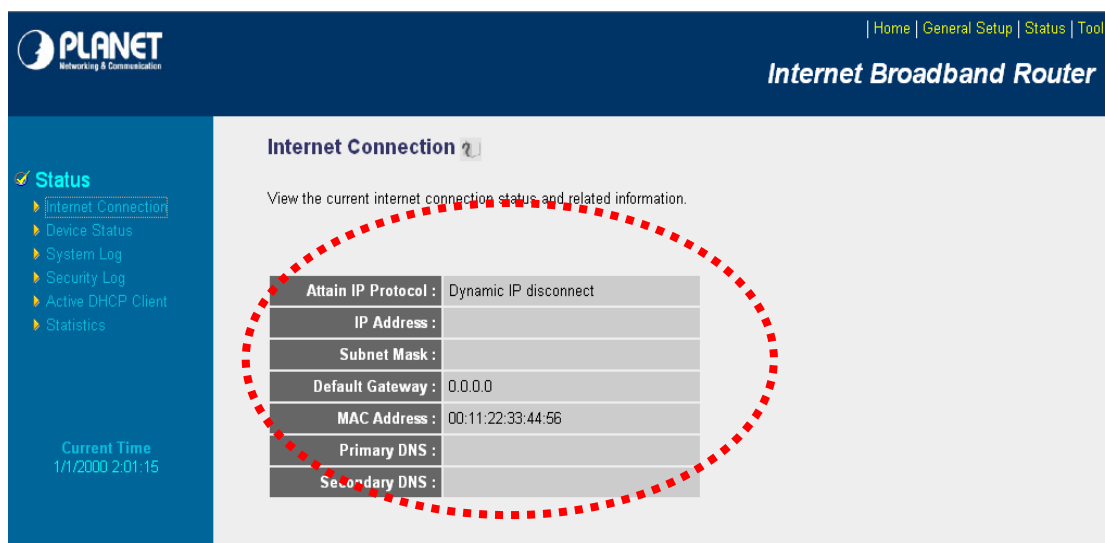 PLANET
Networking & Communication
| Home | General Setup | Status | Tool
Internet Broadband Router
Status
Internet Connection
Device Status
System Log
Security Log
Active DHCP Client
Statistics
Current Time
1/1/2000 2:01:15
Internet Connection
View the current internet connection status and related information.
Attain IP Protocol : Dynamic IP disconnect
IP Address :
Subnet Mask :
Default Gateway : 0.0.0.0
MAC Address : 00:11:22:33:44:56
Primary DNS :
Secondary DNS :